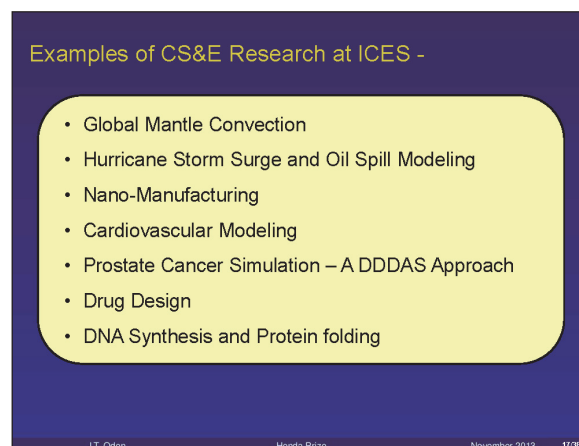 Examples of CS&E Research at ICES -
• Global Mantle Convection
• Hurricane Storm Surge and Oil Spill Modeling
• Nano-Manufacturing
• Cardiovascular Modeling
• Prostate Cancer Simulation – A DDDAS Approach
• Drug Design
• DNA Synthesis and Protein folding
J.T. Oden Honda Prize November 2013